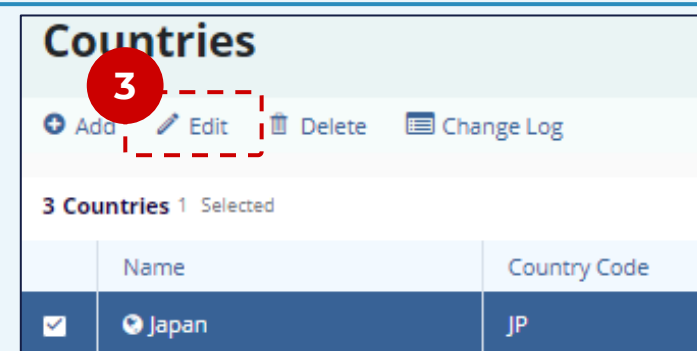 Countries
3
Add Edit Delete Change Log
3 Countries 1 Selected
Name Country Code
Japan JP